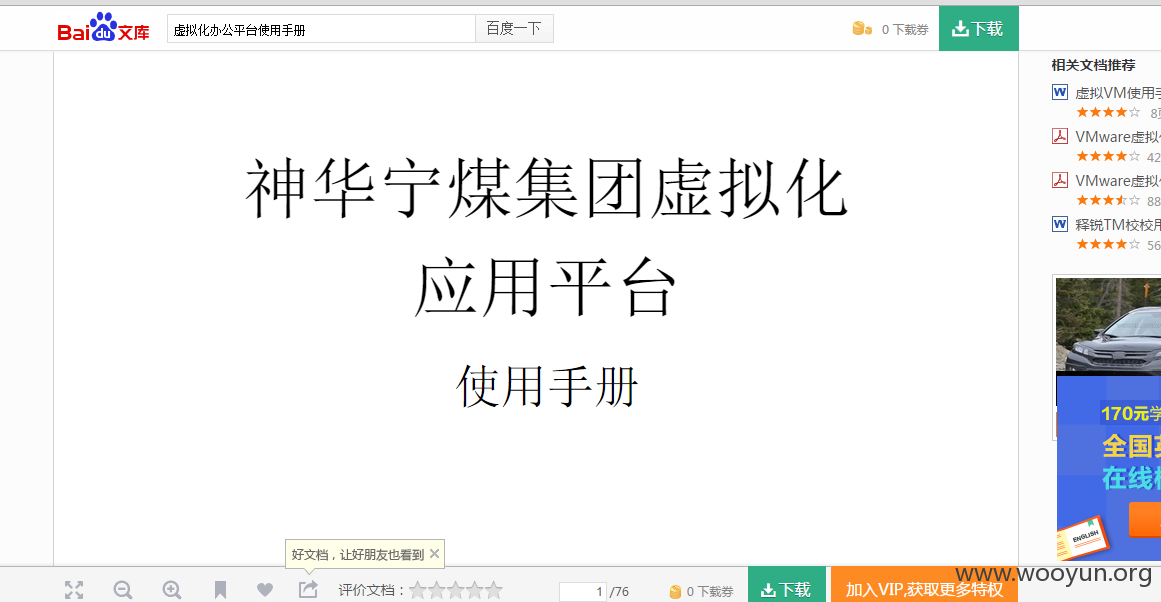 Bai du 文库
虚拟化办公平台使用手册
百度一下
0 下载券
下载
神华宁煤集团虚拟化
应用平台
使用手册
相关文档推荐
虚拟VM使用手
8页
VMware虚拟
42
VMware虚拟
88
释锐TM校校用
56
170元学
全国英
在线
ENGLISH
好文档，让好朋友也看到
评价文档：
1 /76
0 下载券
下载
加入VIP,获取更多特权
www.wooyun.org